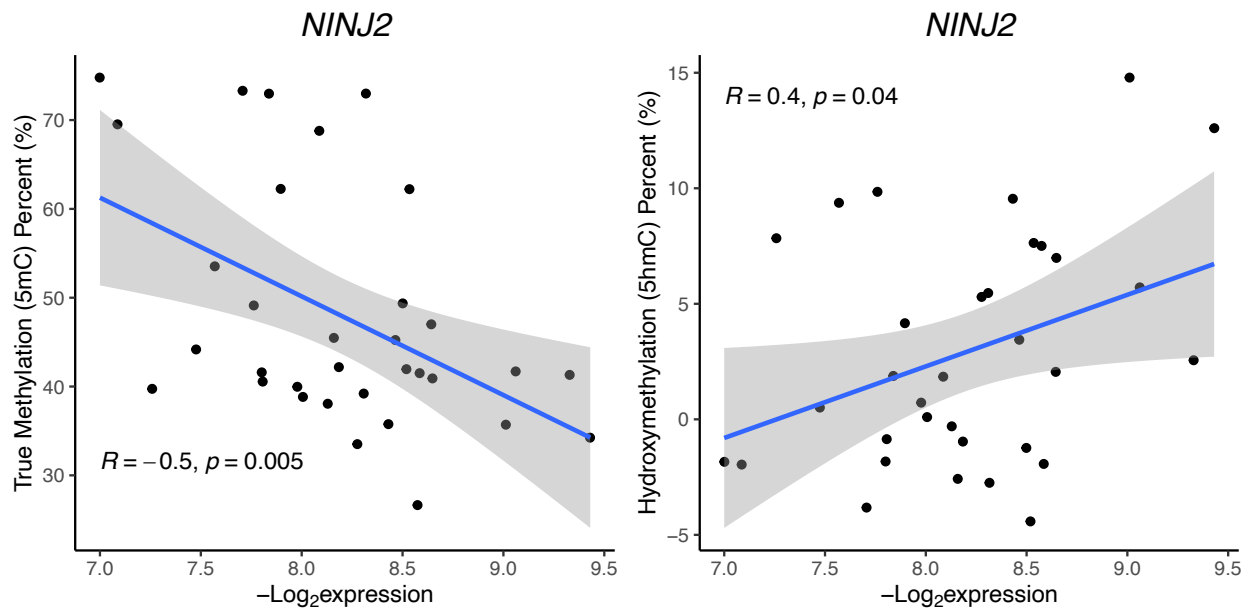 NINJ2
True Methylation (5mC) Percent (%)
70
60
50
40
30
R = −0.5, p = 0.005
7.0 7.5 8.0 8.5 9.0 9.5
−Log₂expression
NINJ2
Hydroxymethylation (5hmC) Percent (%)
15
R = 0.4, p = 0.04
10
5
0
−5
7.0 7.5 8.0 8.5 9.0 9.5
−Log₂expression